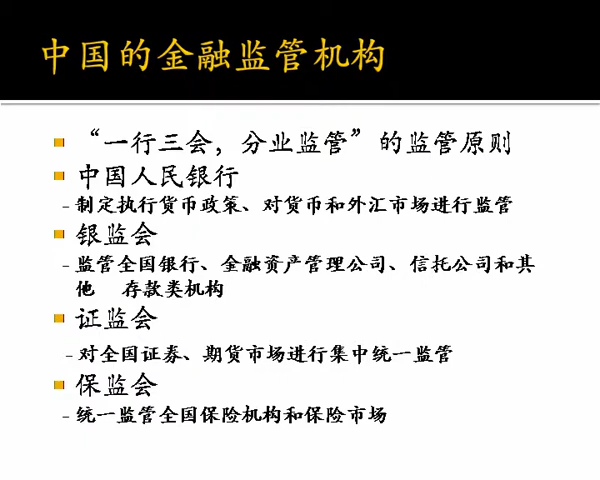 中国的金融监管机构
“一行三会，分业监管”的监管原则
中国人民银行
-制定执行货币政策、对货币和外汇市场进行监管
银监会
-监管全国银行、金融资产管理公司、信托公司和其
他 存款类机构
证监会
-对全国证券、期货市场进行集中统一监管
保监会
-统一监管全国保险机构和保险市场